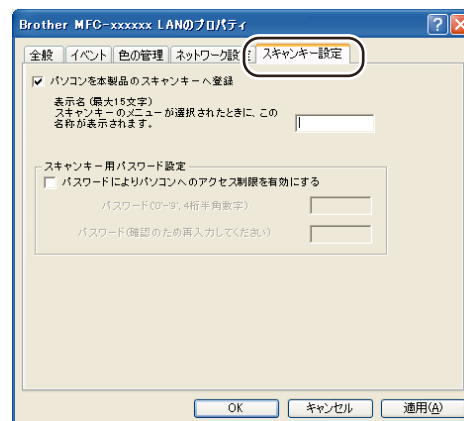 Brother MFC-xxxxxx LANのプロパティ
全般 イベント 色の管理 ネットワーク設 スキャンキー設定
パソコンを本製品のスキャンキーへ登録
表示名(最大15文字)
スキャンキーのメニューが選択されたときに、この
名称が表示されます。
スキャンキー用パスワード設定
パスワードによりパソコンへのアクセス制限を有効にする
パスワード('0'-'9', 4桁半角数字)
パスワード(確認のため再入力してください)
OK キャンセル 適用(A)